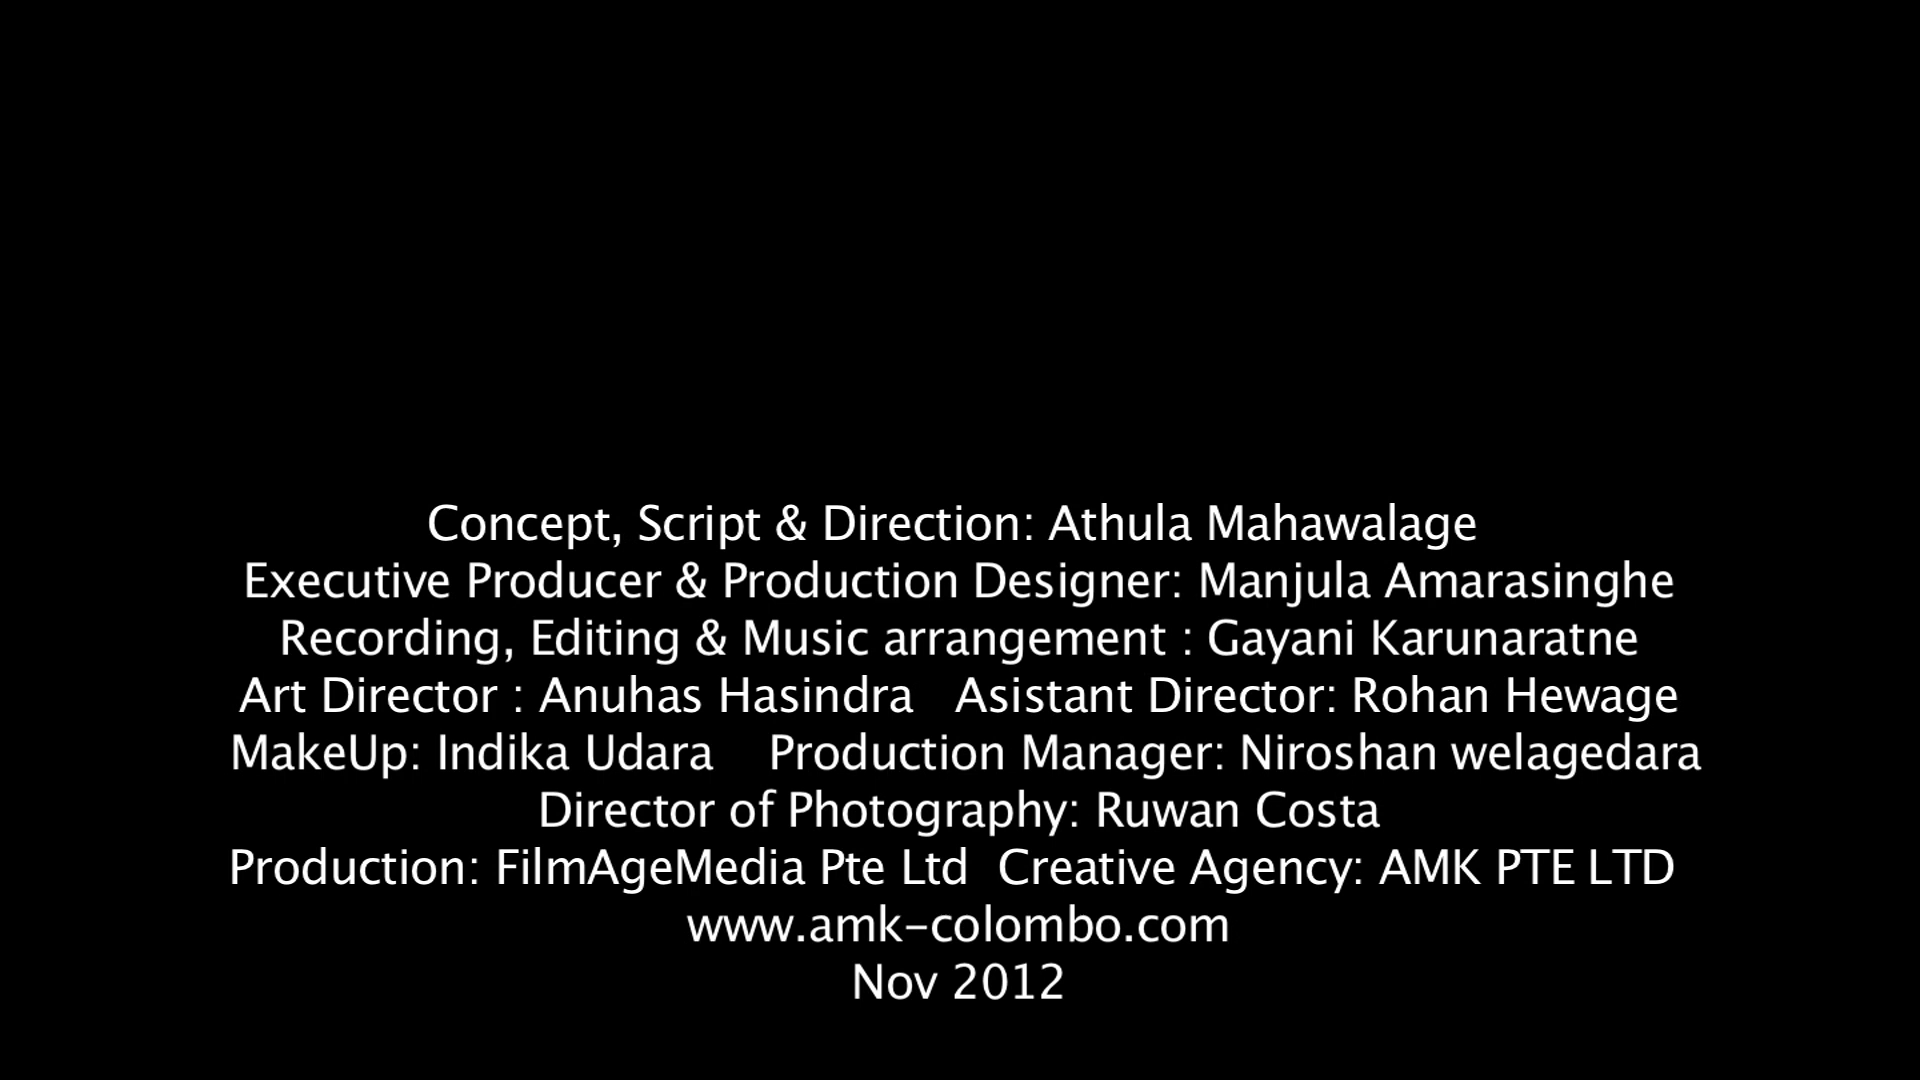 Concept, Script & Direction: Athula Mahawalage
Executive Producer & Production Designer: Manjula Amarasinghe
Recording, Editing & Music arrangement : Gayani Karunaratne
Art Director : Anuhas Hasindra   Asistant Director: Rohan Hewage
MakeUp: Indika Udara    Production Manager: Niroshan welagedara
Director of Photography: Ruwan Costa
Production: FilmAgeMedia Pte Ltd  Creative Agency: AMK PTE LTD
www.amk-colombo.com
Nov 2012